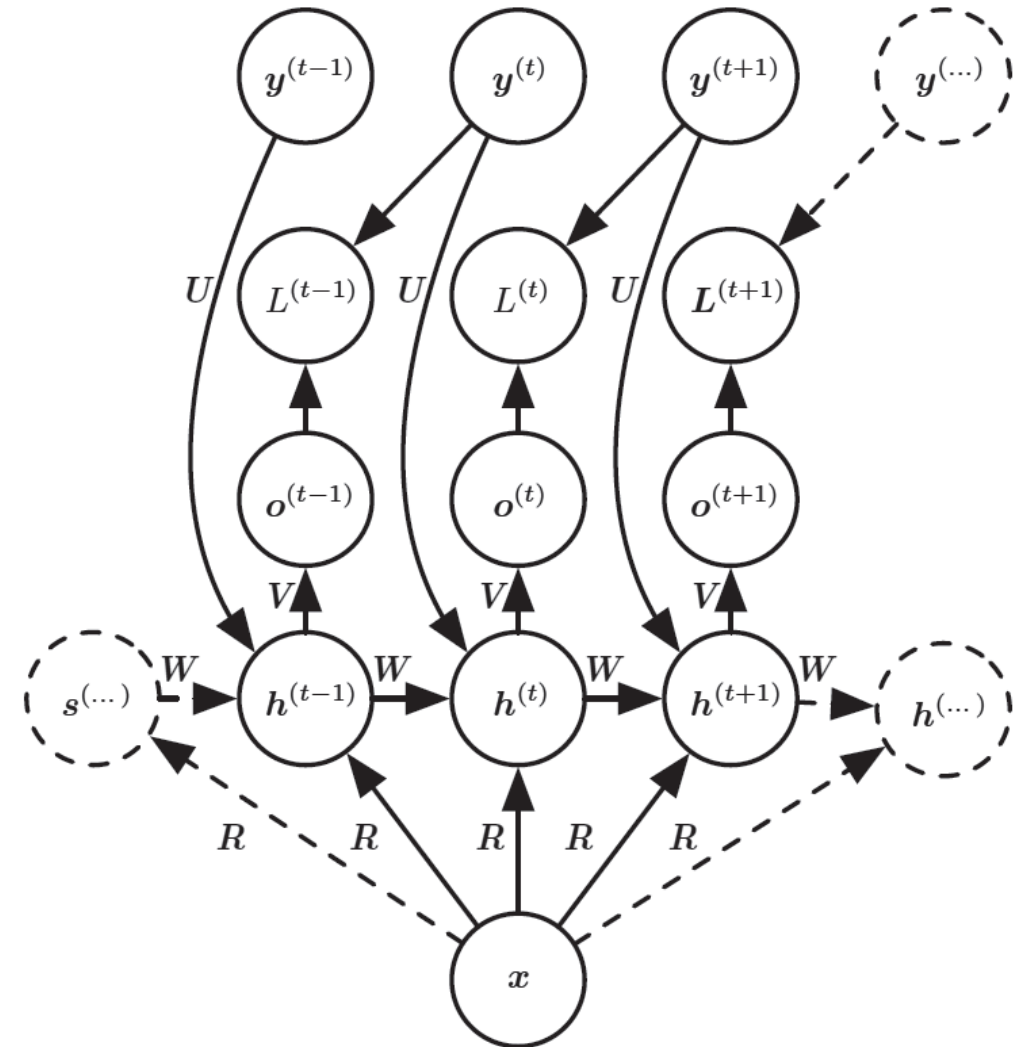 y^(t−1) y^(t) y^(t+1) y^(...)
U L^(t−1) U L^(t) U L^(t+1)
o^(t−1) o^(t) o^(t+1)
V V V
W W W W
s^(...) h^(t−1) h^(t) h^(t+1) h^(...)
R R R R R
x